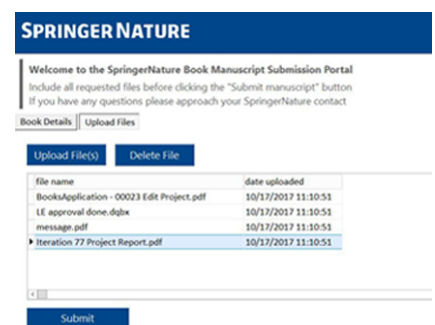 SPRINGER NATURE
Welcome to the SpringerNature Book Manuscript Submission Portal
Include all requested files before clicking the "Submit manuscript" button
If you have any questions please approach your SpringerNature contact
Book Details Upload Files
Upload File(s) Delete File
file name date uploaded
BooksApplication - 00023 Edit Project.pdf 10/17/2017 11:10:51
LE approval done.dqbx 10/17/2017 11:10:51
message.pdf 10/17/2017 11:10:51
Iteration 77 Project Report.pdf 10/17/2017 11:10:51
Submit